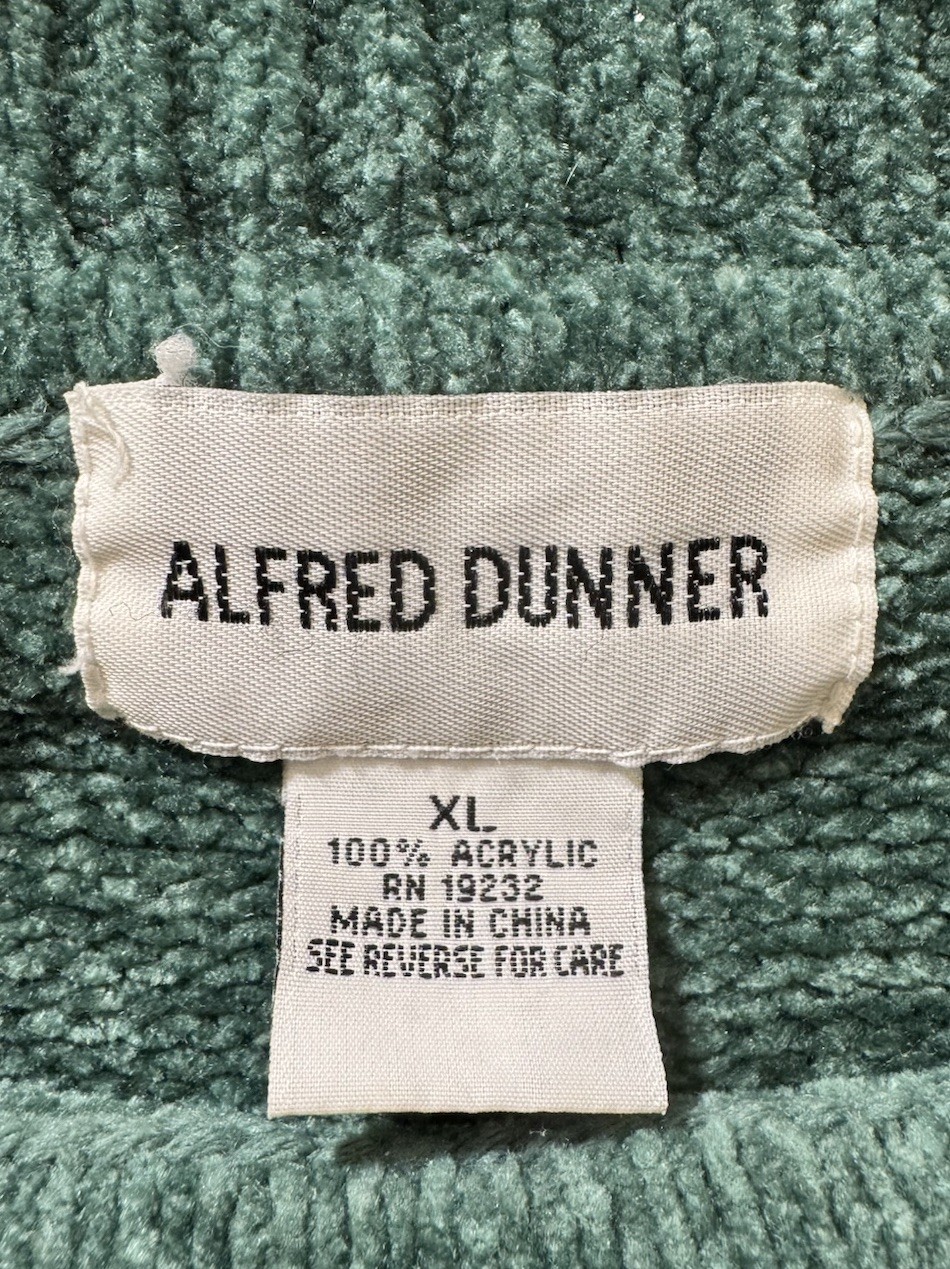 ALFRED DUNNER
XL
100% ACRYLIC
RN 19232
MADE IN CHINA
SEE REVERSE FOR CARE